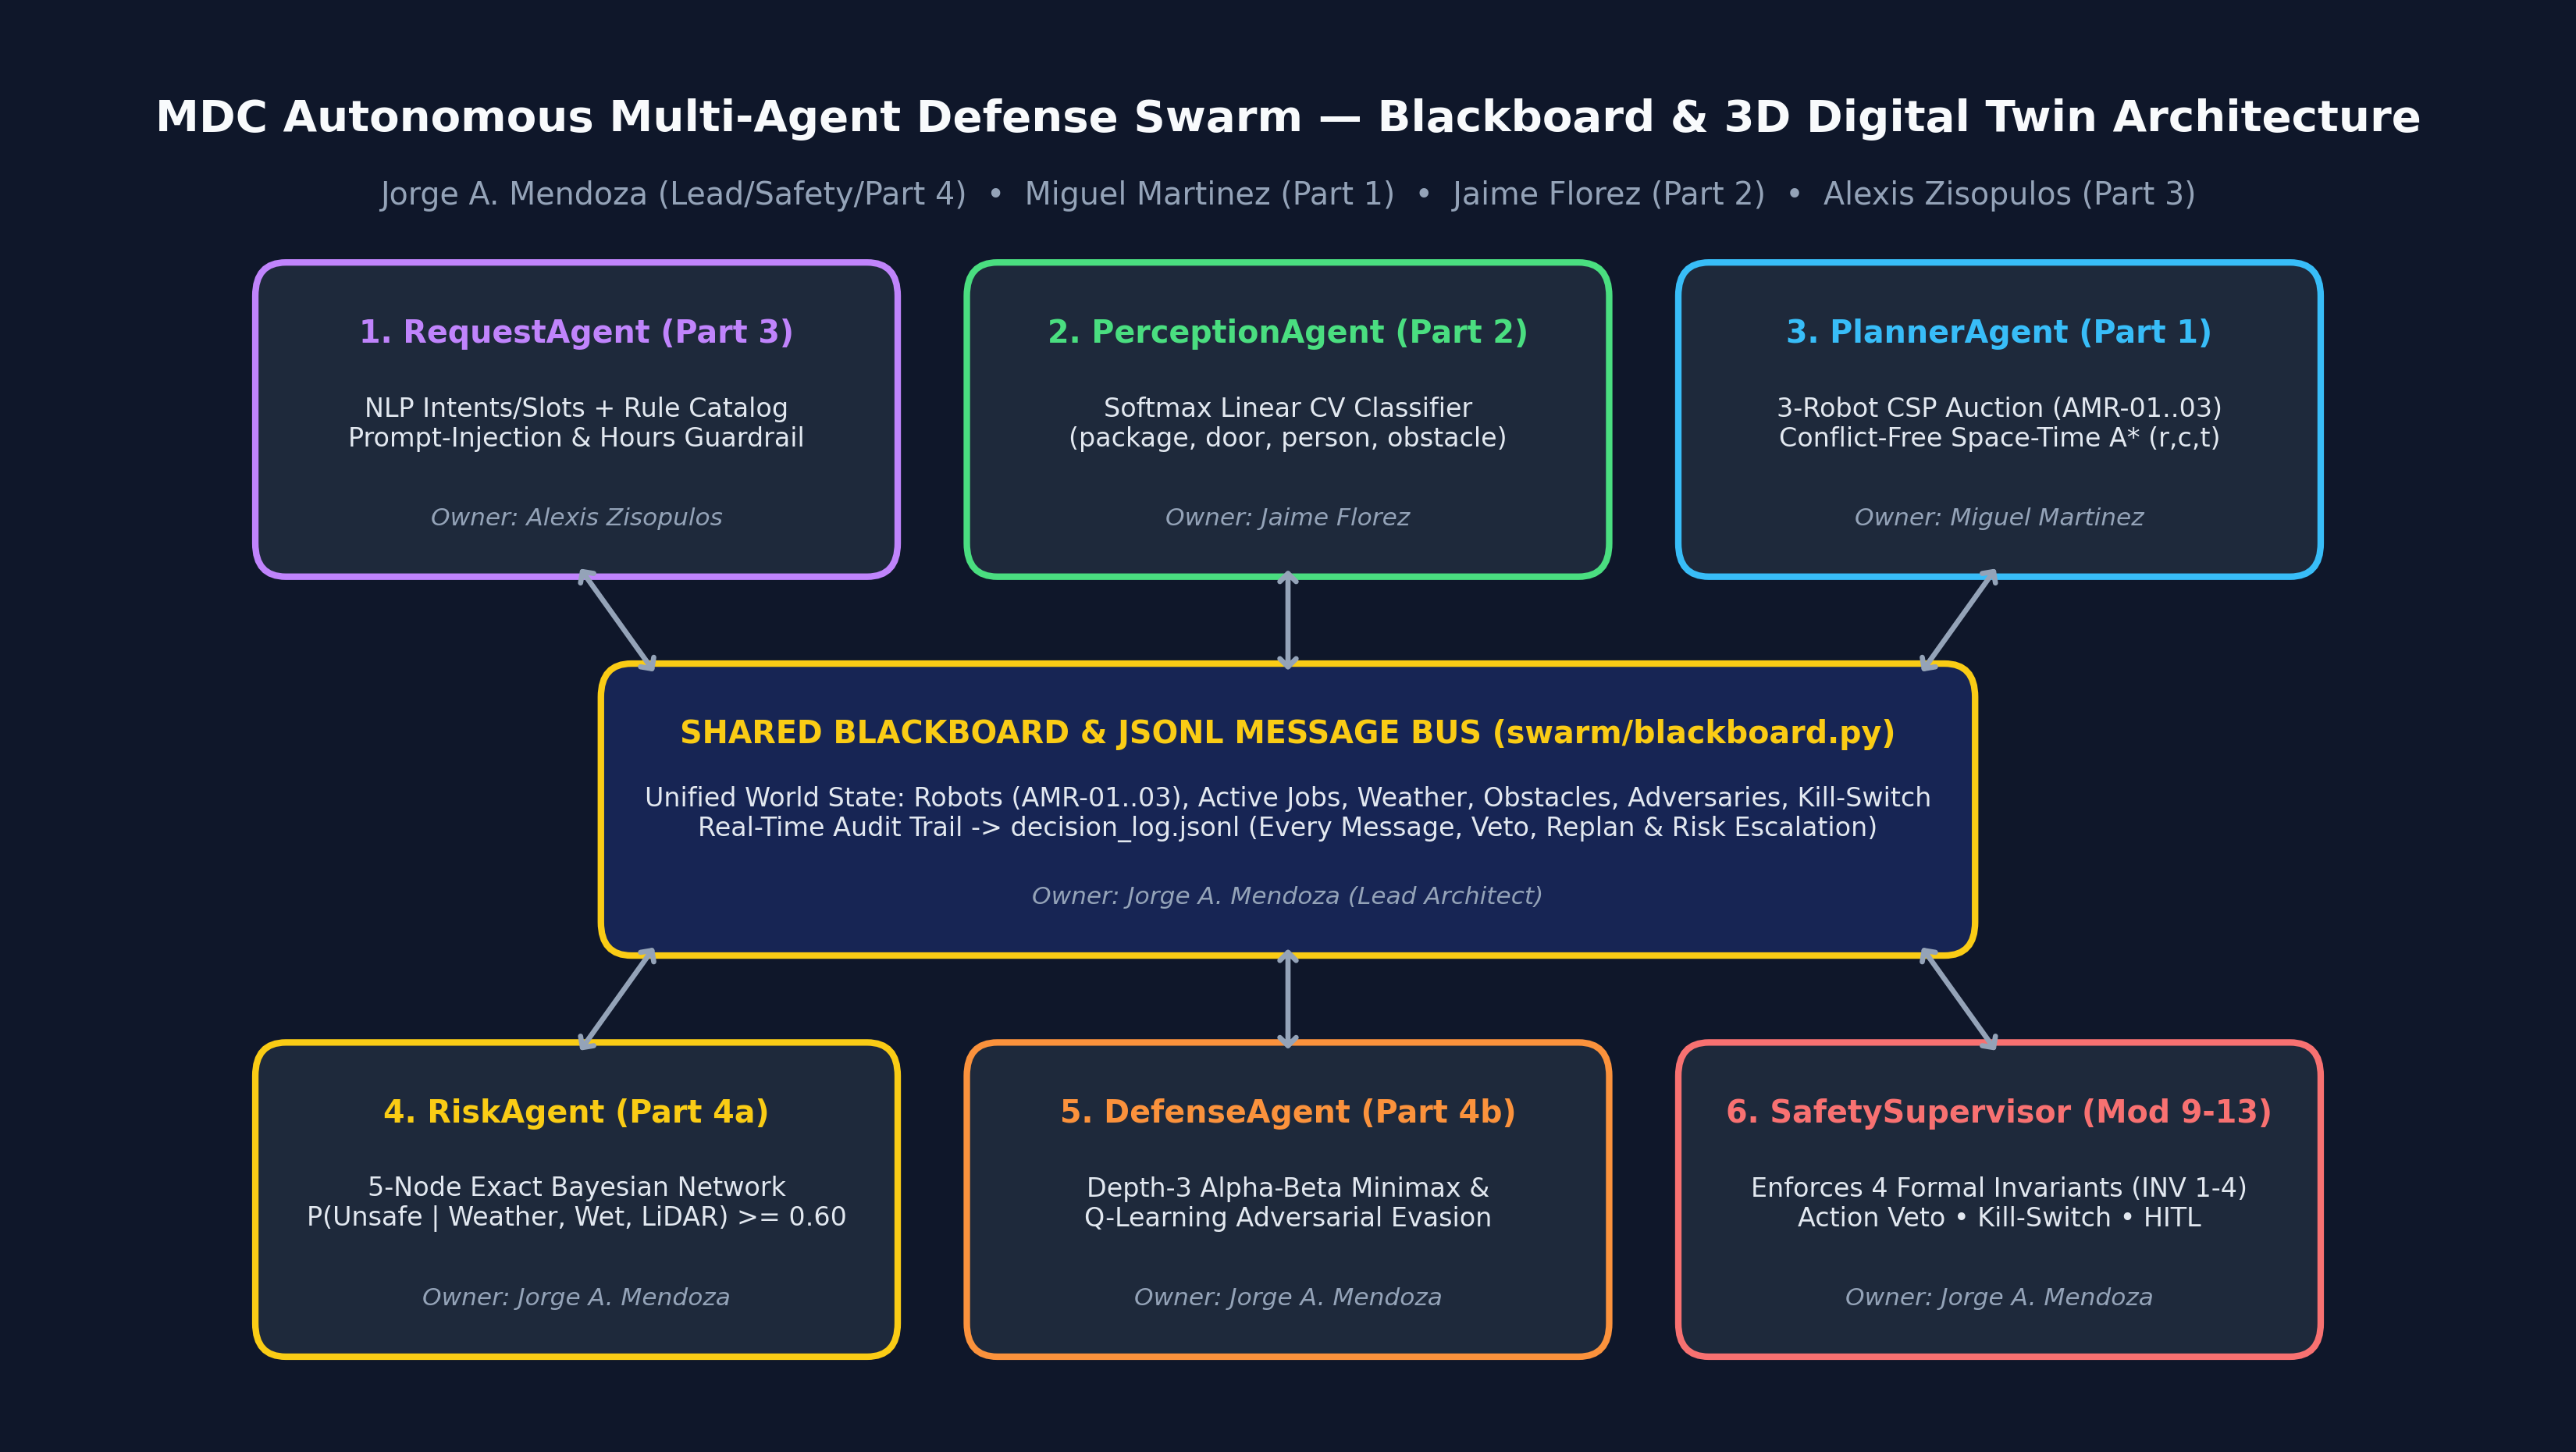 MDC Autonomous Multi-Agent Defense Swarm — Blackboard & 3D Digital Twin Architecture
Jorge A. Mendoza (Lead/Safety/Part 4) • Miguel Martinez (Part 1) • Jaime Florez (Part 2) • Alexis Zisopulos (Part 3)
1. RequestAgent (Part 3)
NLP Intents/Slots + Rule Catalog
Prompt-Injection & Hours Guardrail
Owner: Alexis Zisopulos
2. PerceptionAgent (Part 2)
Softmax Linear CV Classifier
(package, door, person, obstacle)
Owner: Jaime Florez
3. PlannerAgent (Part 1)
3-Robot CSP Auction (AMR-01..03)
Conflict-Free Space-Time A* (r,c,t)
Owner: Miguel Martinez
SHARED BLACKBOARD & JSONL MESSAGE BUS (swarm/blackboard.py)
Unified World State: Robots (AMR-01..03), Active Jobs, Weather, Obstacles, Adversaries, Kill-Switch
Real-Time Audit Trail -> decision_log.jsonl (Every Message, Veto, Replan & Risk Escalation)
Owner: Jorge A. Mendoza (Lead Architect)
4. RiskAgent (Part 4a)
5-Node Exact Bayesian Network
P(Unsafe | Weather, Wet, LiDAR) >= 0.60
Owner: Jorge A. Mendoza
5. DefenseAgent (Part 4b)
Depth-3 Alpha-Beta Minimax &
Q-Learning Adversarial Evasion
Owner: Jorge A. Mendoza
6. SafetySupervisor (Mod 9-13)
Enforces 4 Formal Invariants (INV 1-4)
Action Veto • Kill-Switch • HITL
Owner: Jorge A. Mendoza